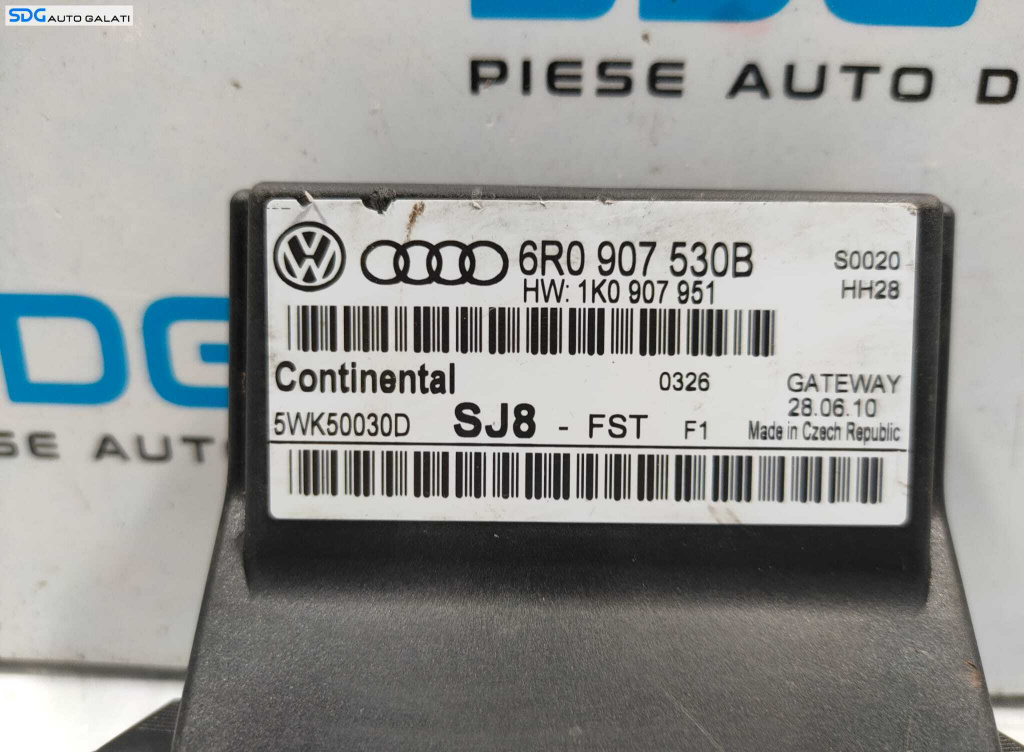 SDG AUTO GALATI
PIESE AUTO D
DG
SE AUTO
6R0 907 530B
S0020
HW: 1K0 907 951
HH28
Continental
0326
GATEWAY
28.06.10
5WK50030D
SJ8 - FST F1
Made in Czech Republic